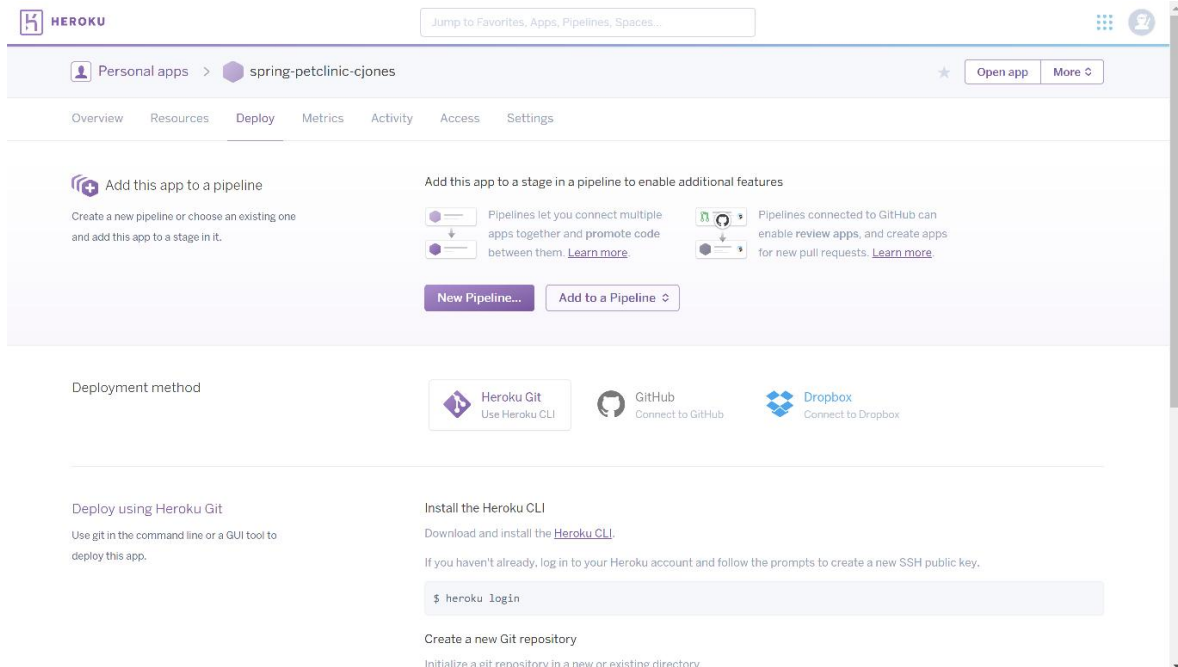 HEROKU
Jump to Favorites, Apps, Pipelines, Spaces...
Personal apps > spring-petclinic-cjones
Open app
More
Overview
Resources
Deploy
Metrics
Activity
Access
Settings
Add this app to a pipeline
Create a new pipeline or choose an existing one
and add this app to a stage in it.
Add this app to a stage in a pipeline to enable additional features
Pipelines let you connect multiple
apps together and promote code
between them. Learn more.
Pipelines connected to GitHub can
enable review apps, and create apps
for new pull requests. Learn more.
New Pipeline...
Add to a Pipeline
Deployment method
Heroku Git
Use Heroku CLI
GitHub
Connect to GitHub
Dropbox
Connect to Dropbox
Deploy using Heroku Git
Use git in the command line or a GUI tool to
deploy this app.
Install the Heroku CLI
Download and install the Heroku CLI.
If you haven't already, log in to your Heroku account and follow the prompts to create a new SSH public key.
$ heroku login
Create a new Git repository
Initialize a git repository in a new or existing directory